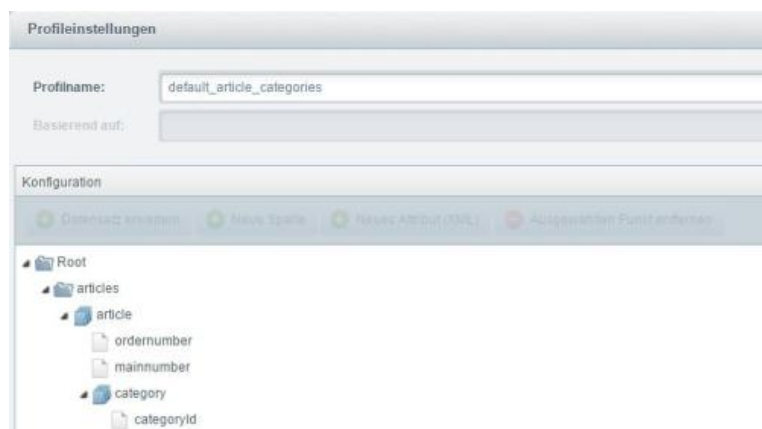 Profileinstellungen
Profilname: default_article_categories
Basierend auf:
Konfiguration
Datensatz erweitern Neue Spalte Neues Attribut (XML) Ausgewählten Punkt entfernen
Root
articles
article
ordernumber
mainnumber
category
categoryId